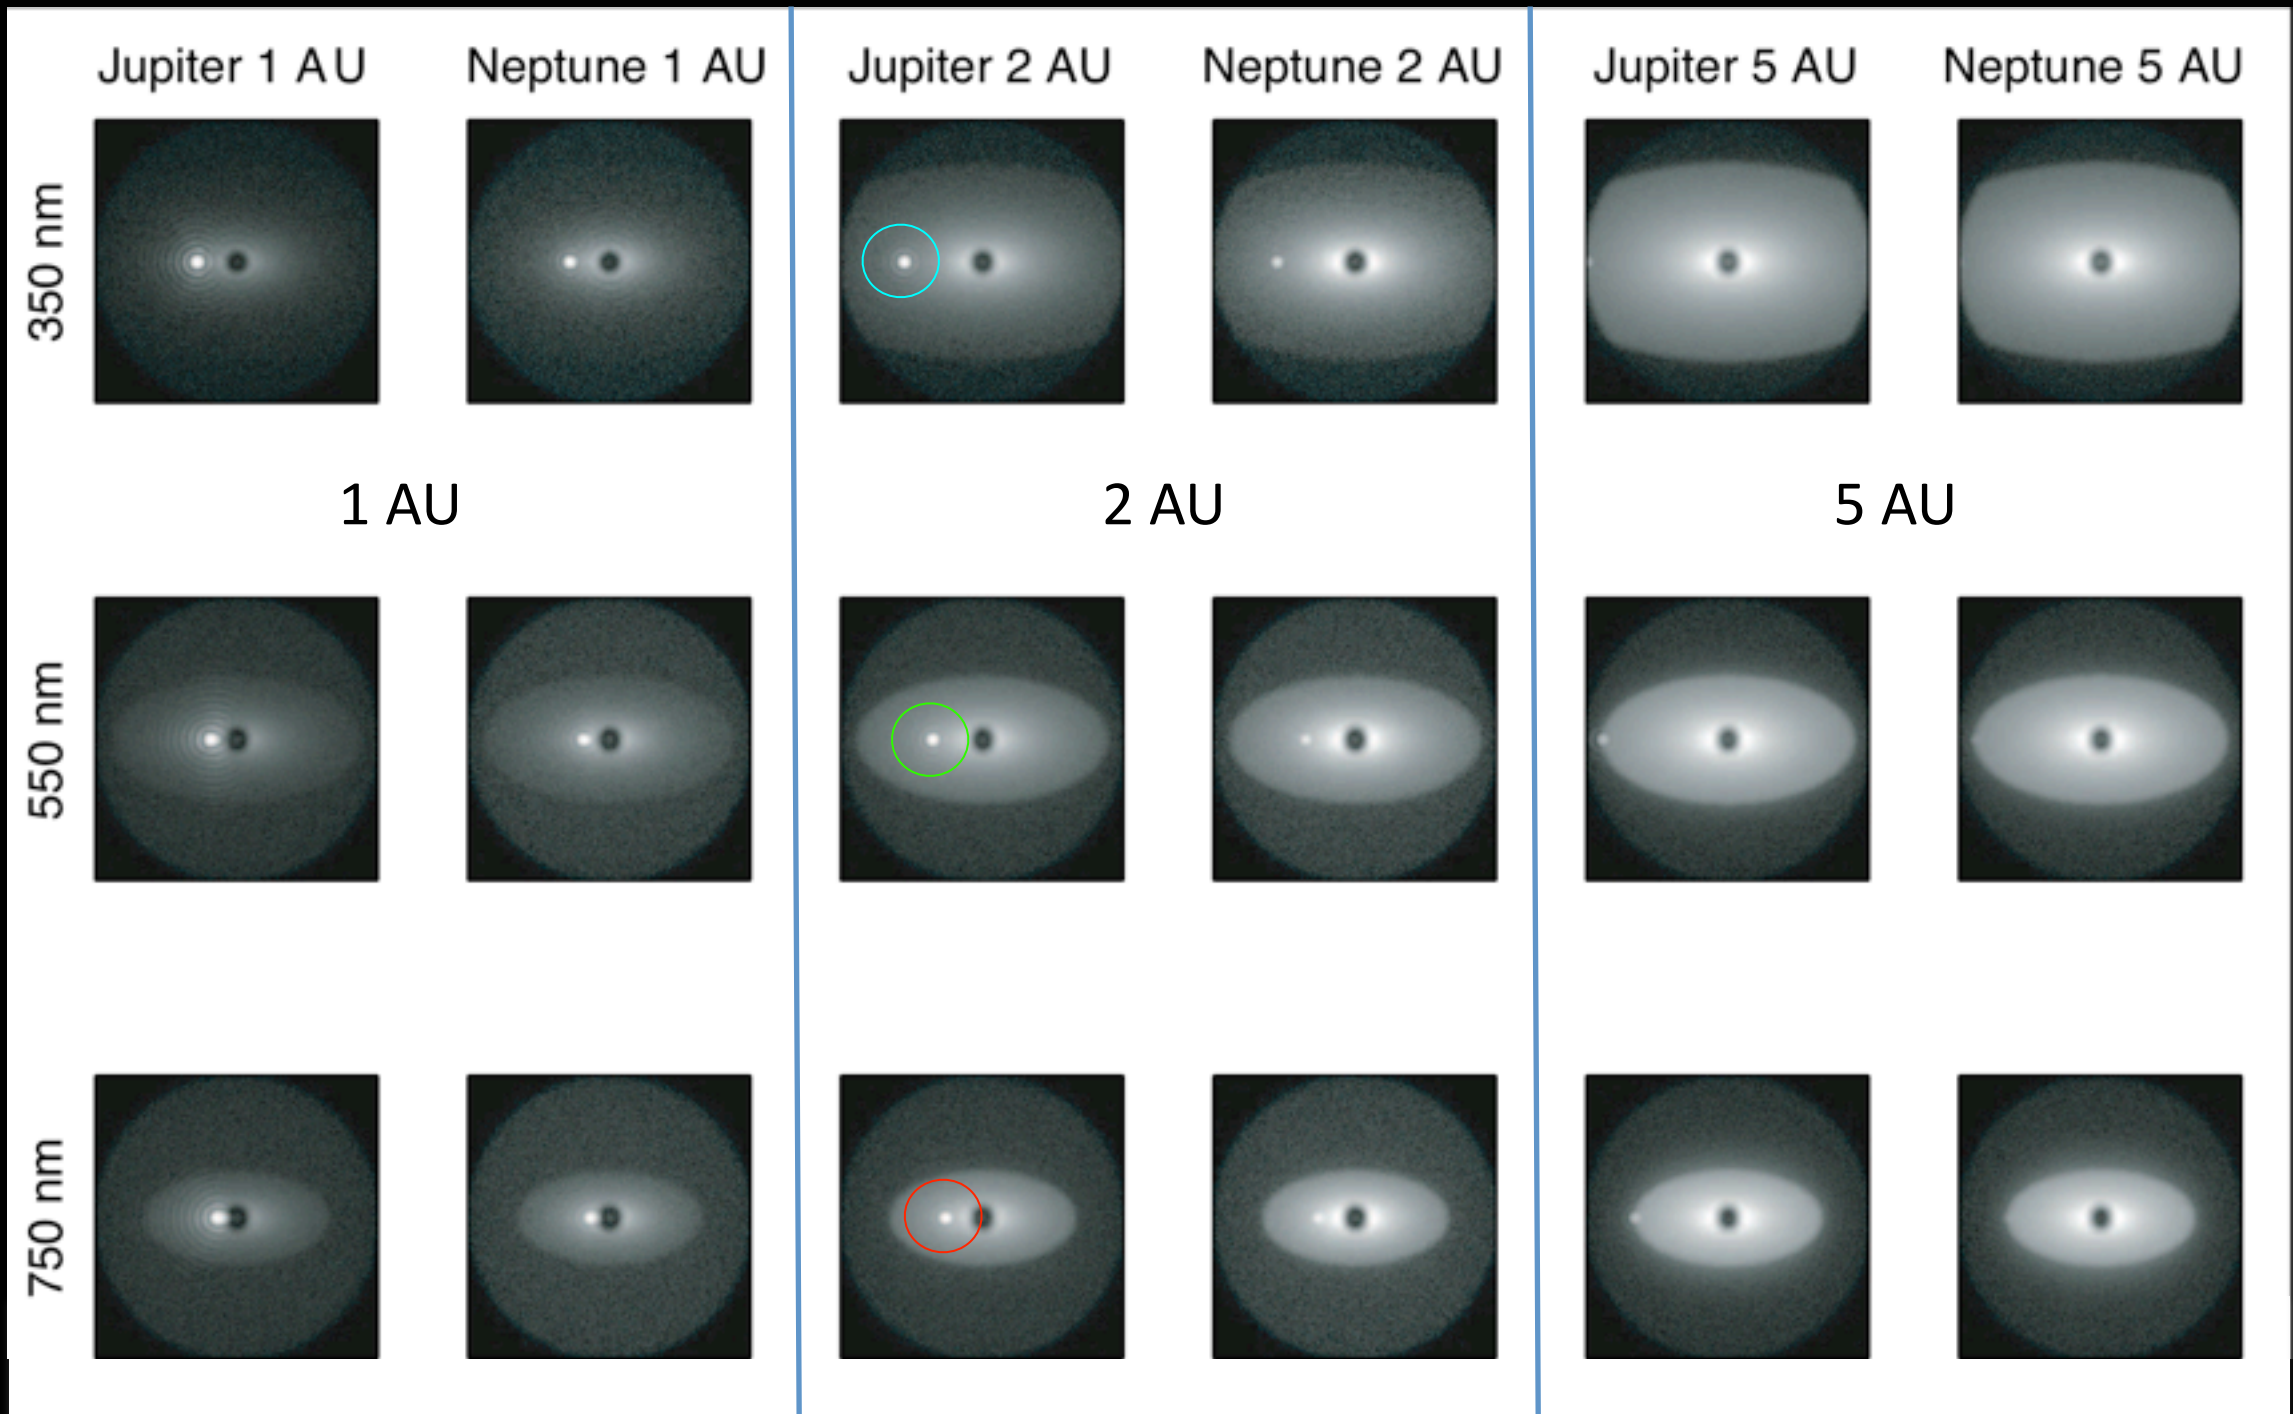 Jupiter 1 AU
Neptune 1 AU
Jupiter 2 AU
Neptune 2 AU
Jupiter 5 AU
Neptune 5 AU
350 nm
1 AU
2 AU
5 AU
550 nm
750 nm